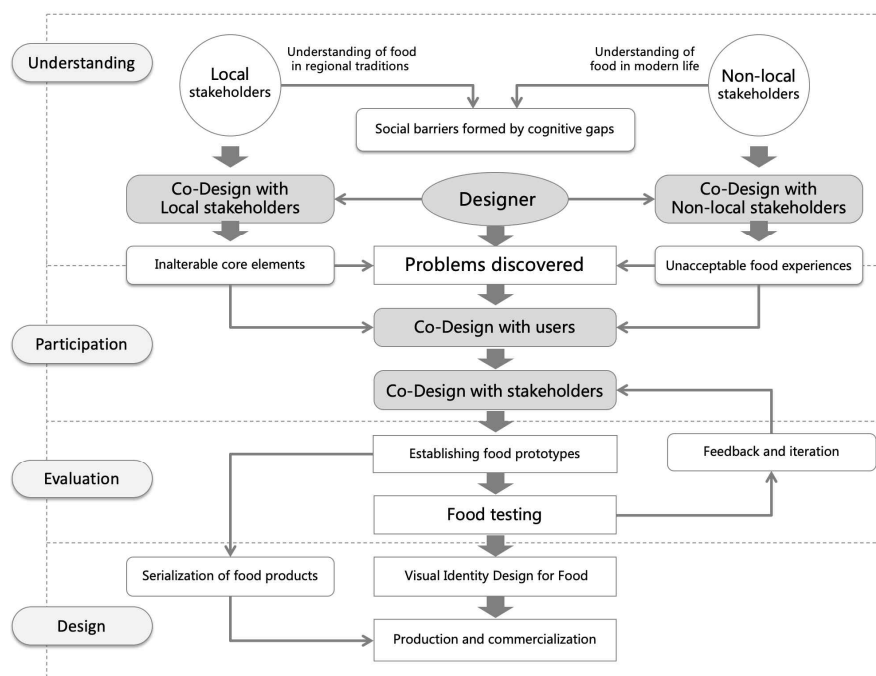 Understanding
Local
stakeholders
Understanding of food
in regional traditions
Understanding of
food in modern life
Non-local
stakeholders
Social barriers formed by cognitive gaps
Co-Design with
Local stakeholders
Designer
Co-Design with
Non-local stakeholders
Inalterable core elements
Problems discovered
Unacceptable food experiences
Participation
Co-Design with users
Co-Design with stakeholders
Evaluation
Establishing food prototypes
Feedback and iteration
Food testing
Design
Serialization of food products
Visual Identity Design for Food
Production and commercialization